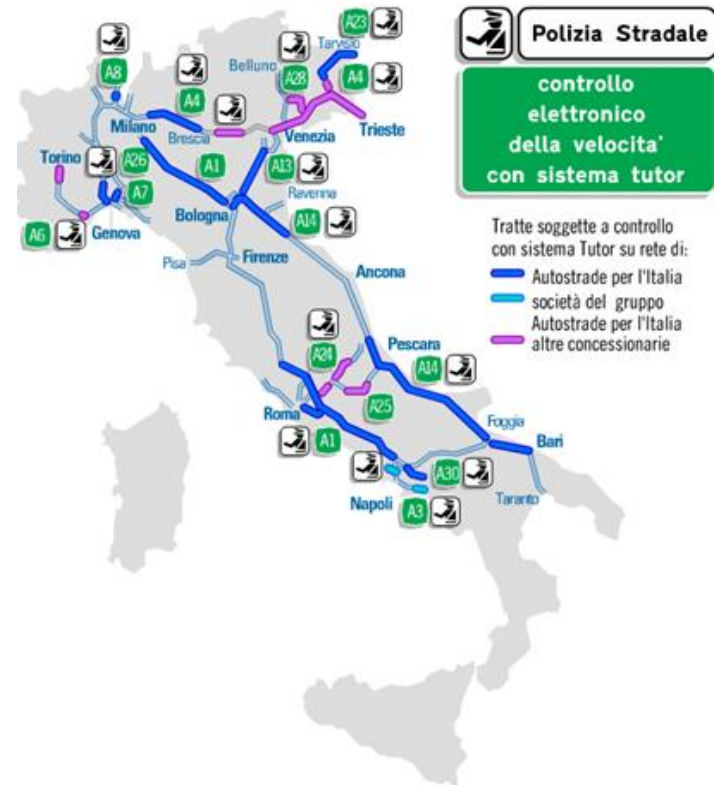 Polizia Stradale
controllo
elettronico
della velocita'
con sistema tutor
Tratte soggette a controllo
con sistema Tutor su rete di:
Autostrade per l'Italia
società del gruppo
Autostrade per l'Italia
altre concessionarie
A23
Tarvisio
A8
Belluno
A28
A4
A4
Milano
Brescia
Venezia
Trieste
Torino
A26
A1
A13
A7
Ravenna
Bologna
A14
A6
Genova
Pisa
Firenze
Ancona
Pescara
A24
A14
Roma
A25
A1
Foggia
Bari
A30
Napoli
Taranto
A3